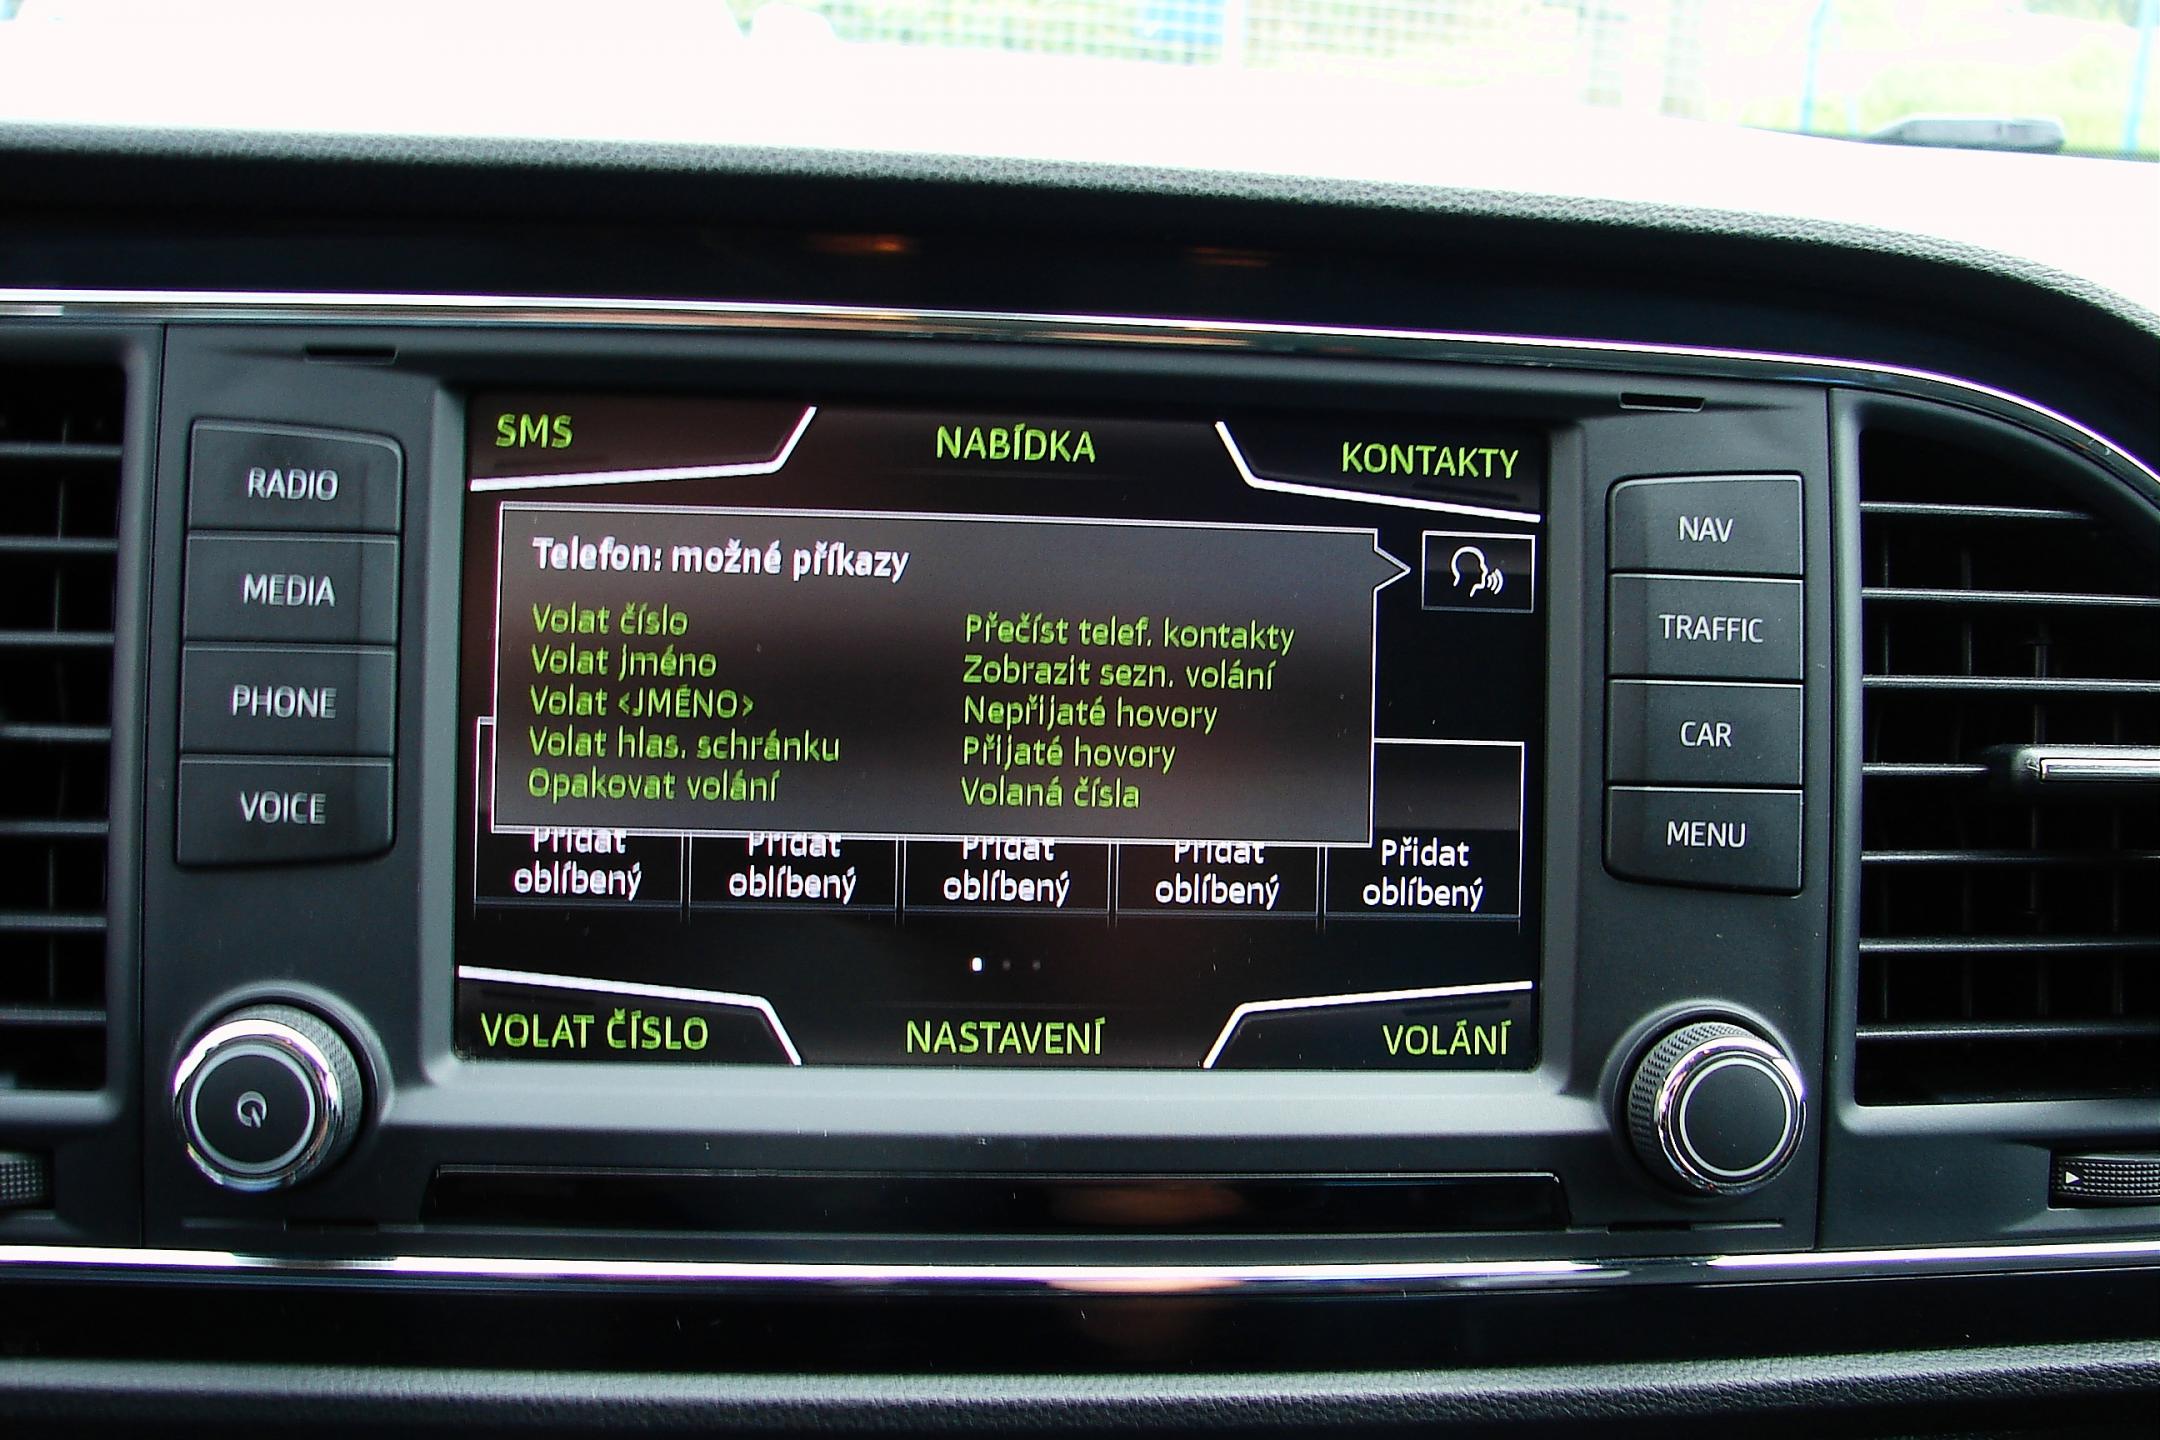 SMS
NABÍDKA
KONTAKTY
RADIO
MEDIA
PHONE
VOICE
Telefon: možné příkazy
Volat číslo
Volat jméno
Volat <JMÉNO>
Volat hlas. schránku
Opakovat volání
Přečíst telef. kontakty
Zobrazit sezn. volání
Nepřijaté hovory
Přijaté hovory
Volaná čísla
Přidat
oblíbený
Přidat
oblíbený
Přidat
oblíbený
Přidat
oblíbený
Přidat
oblíbený
VOLAT ČÍSLO
NASTAVENÍ
VOLÁNÍ
NAV
TRAFFIC
CAR
MENU